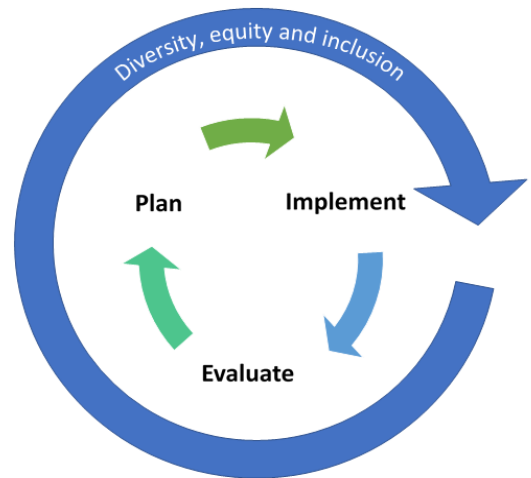 Diversity, equity and inclusion
Plan
Implement
Evaluate